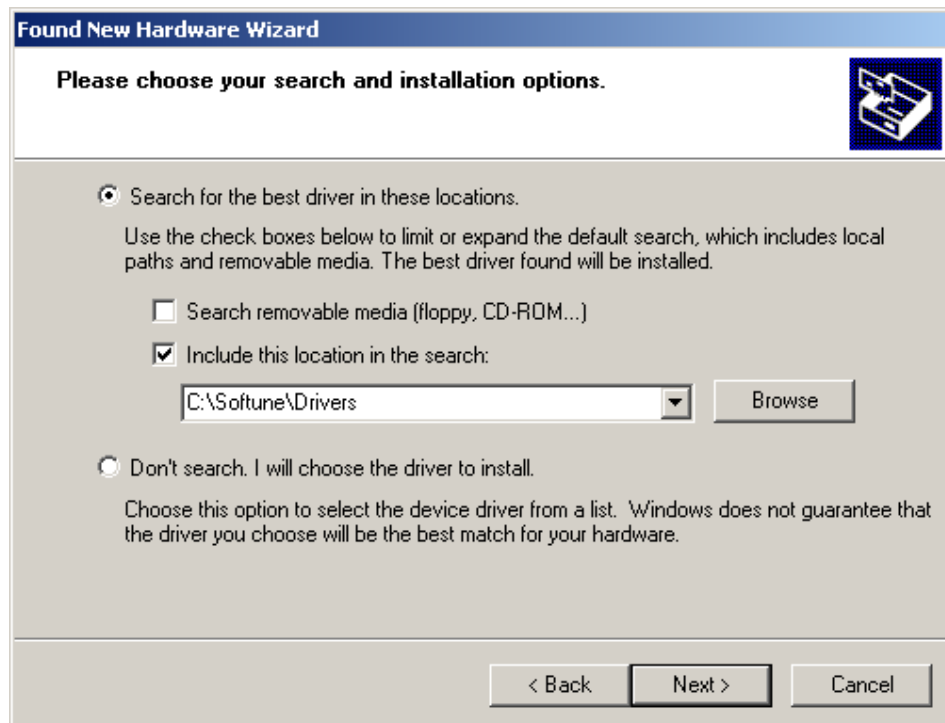 Found New Hardware Wizard
Please choose your search and installation options.
Search for the best driver in these locations.
Use the check boxes below to limit or expand the default search, which includes local
paths and removable media. The best driver found will be installed.
Search removable media (floppy, CD-ROM...)
Include this location in the search:
C:\Softune\Drivers
Browse
Don't search. I will choose the driver to install.
Choose this option to select the device driver from a list. Windows does not guarantee that
the driver you choose will be the best match for your hardware.
< Back
Next >
Cancel